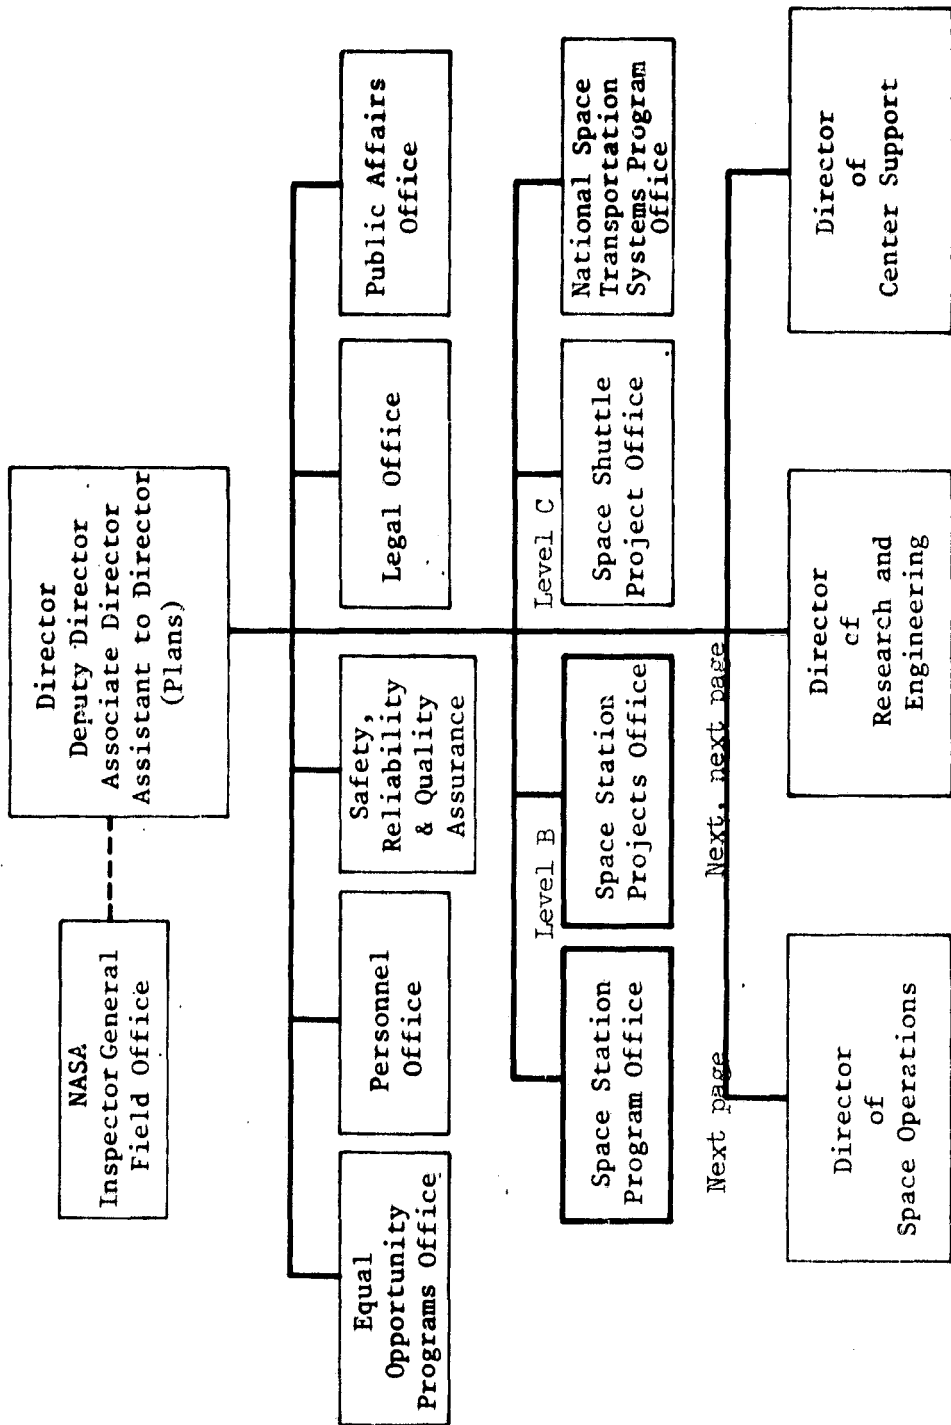 Director
Deputy Director
Associate Director
Assistant to Director
(Plans)
NASA
Inspector General
Field Office
Equal
Opportunity
Programs Office
Personnel
Office
Safety,
Reliability
& Quality
Assurance
Legal Office
Public Affairs
Office
Level B
Level C
Space Station
Program Office
Space Station
Projects Office
Space Shuttle
Project Office
National Space
Transportation
Systems Program
Office
Next page
Next, next page
Director
of
Space Operations
Director
cf
Research and
Engineering
Director
of
Center Support